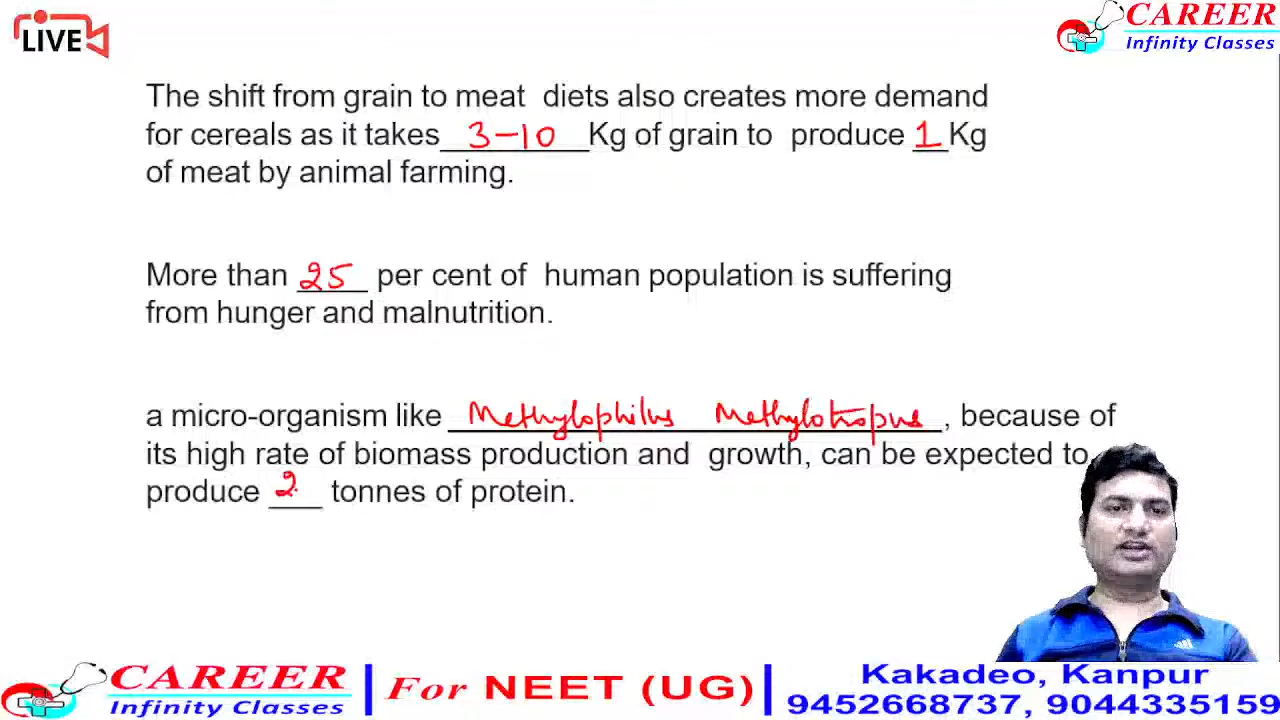 LIVE
CAREER
Infinity Classes
The shift from grain to meat diets also creates more demand
for cereals as it takes 3-10 Kg of grain to produce 1 Kg
of meat by animal farming.
More than 25 per cent of human population is suffering
from hunger and malnutrition.
a micro-organism like Methylophilus Methylotropus, because of
its high rate of biomass production and growth, can be expected to
produce 2 tonnes of protein.
CAREER
Infinity Classes
For NEET (UG)
Kakadeo, Kanpur
9452668737, 9044335159